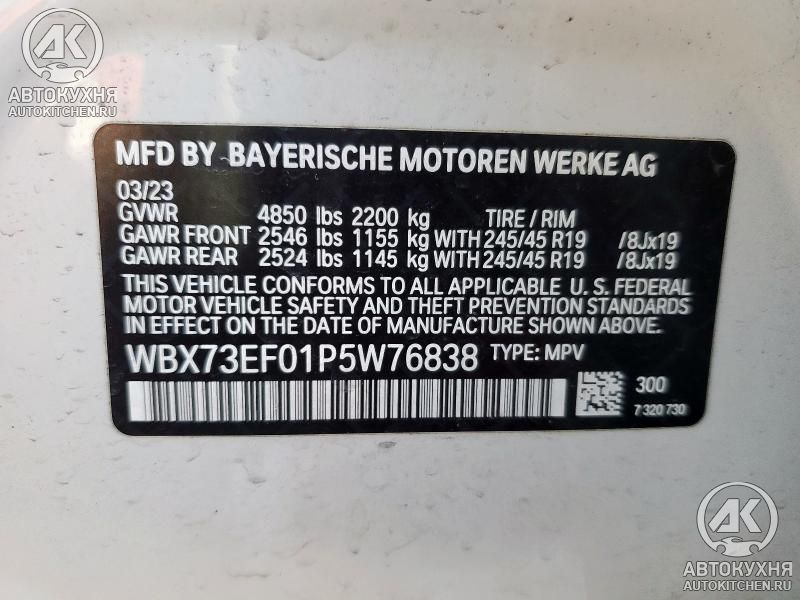 AK
АВТОКУХНЯ
AUTOKITCHEN.RU
MFD BY BAYERISCHE MOTOREN WERKE AG
03/23
GVWR 4850 lbs 2200 kg TIRE / RIM
GAWR FRONT 2546 lbs 1155 kg WITH 245/45 R19 /8Jx19
GAWR REAR 2524 lbs 1145 kg WITH 245/45 R19 /8Jx19
THIS VEHICLE CONFORMS TO ALL APPLICABLE U. S. FEDERAL
MOTOR VEHICLE SAFETY AND THEFT PREVENTION STANDARDS
IN EFFECT ON THE DATE OF MANUFACTURE SHOWN ABOVE.
WBX73EF01P5W76838 TYPE: MPV
300
7 320 730
AK
АВТОКУХНЯ
AUTOKITCHEN.RU